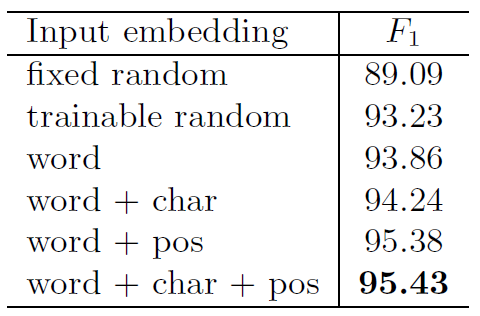 Input embedding F1
fixed random 89.09
trainable random 93.23
word 93.86
word + char 94.24
word + pos 95.38
word + char + pos 95.43